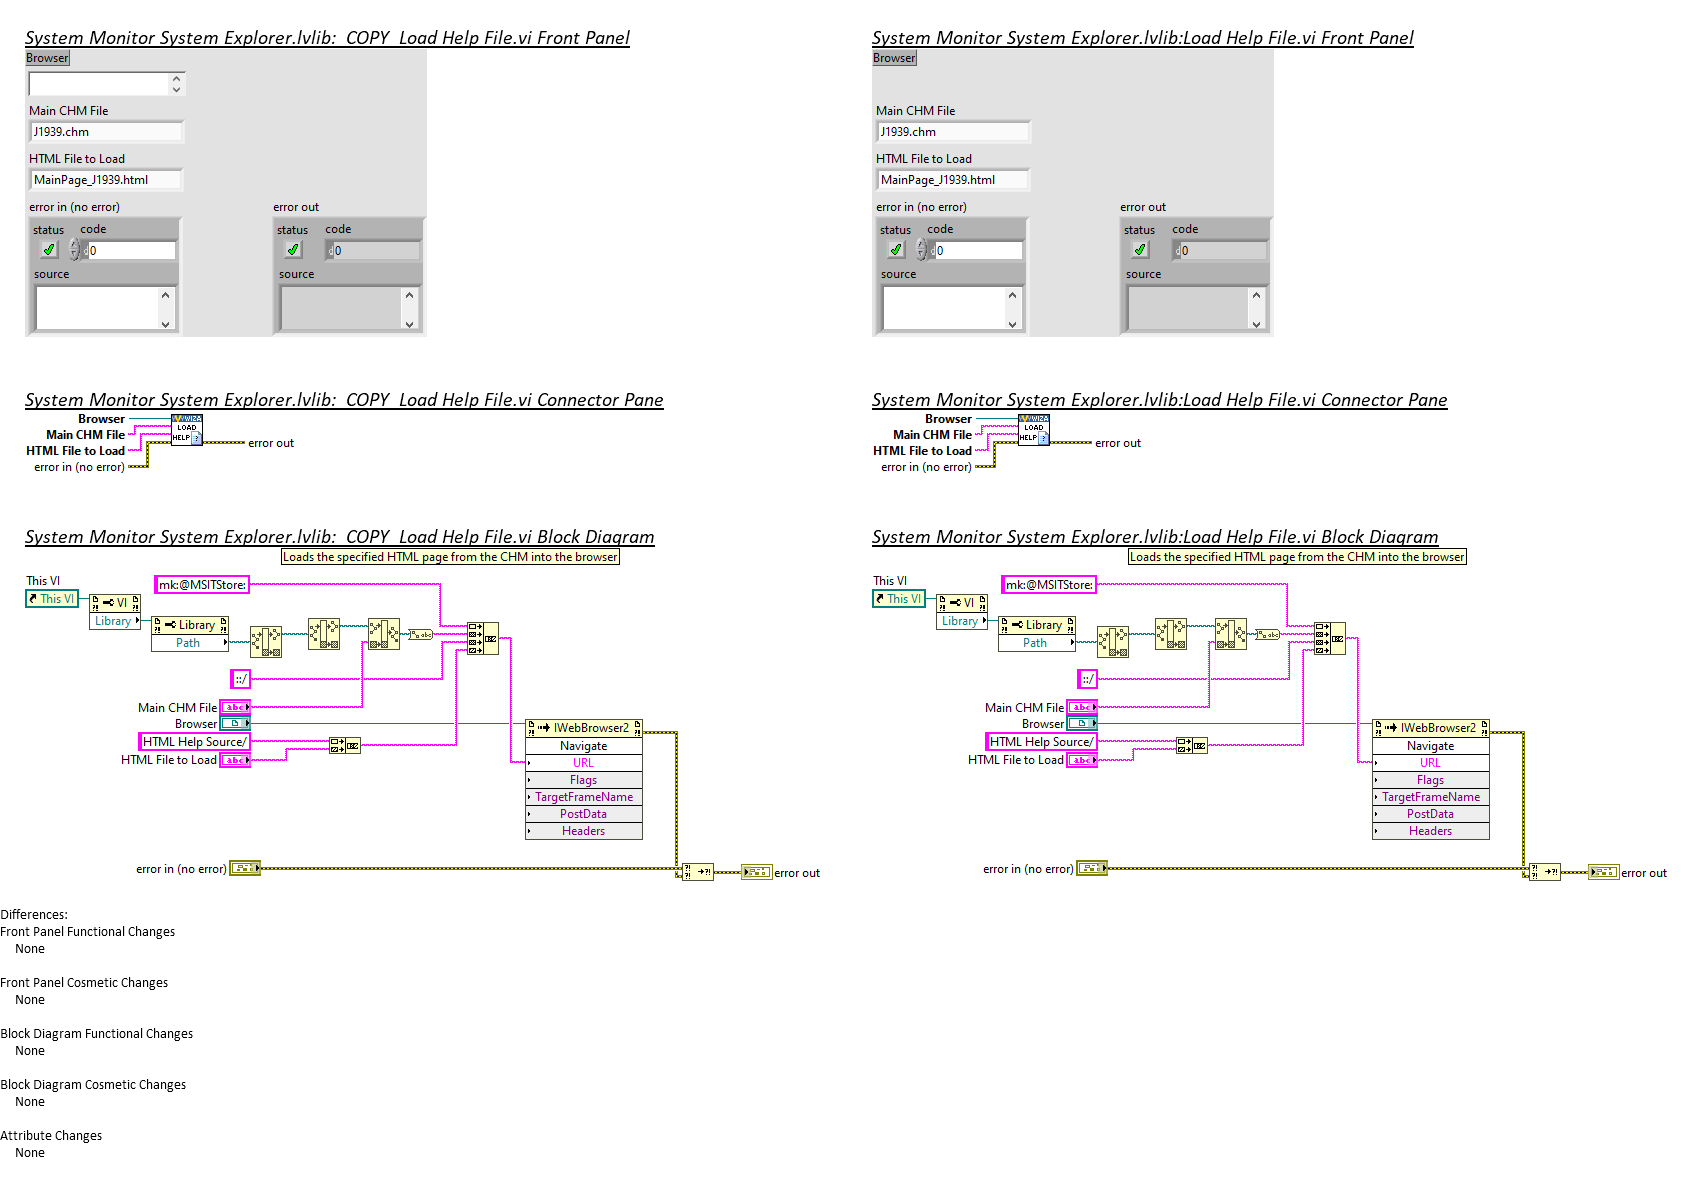 System Monitor System Explorer.lvlib:  COPY  Load Help File.vi Front Panel
Browser
Main CHM File
J1939.chm
HTML File to Load
MainPage_J1939.html
error in (no error)
error out
status code
d0
source
status code
d0
source
System Monitor System Explorer.lvlib:Load Help File.vi Front Panel
Browser
Main CHM File
J1939.chm
HTML File to Load
MainPage_J1939.html
error in (no error)
error out
status code
d0
source
status code
d0
source
System Monitor System Explorer.lvlib:  COPY  Load Help File.vi Connector Pane
Browser
Main CHM File
HTML File to Load
error in (no error)
LOAD
HELP ?
error out
System Monitor System Explorer.lvlib:Load Help File.vi Connector Pane
Browser
Main CHM File
HTML File to Load
error in (no error)
LOAD
HELP ?
error out
System Monitor System Explorer.lvlib:  COPY  Load Help File.vi Block Diagram
Loads the specified HTML page from the CHM into the browser
This VI
This VI
VI
Library
mk:@MSITStore:
Library
Path
abc
::/
Main CHM File abc
Browser
HTML Help Source/
HTML File to Load abc
IWebBrowser2
Navigate
URL
Flags
TargetFrameName
PostData
Headers
error in (no error)
?!
error out
System Monitor System Explorer.lvlib:Load Help File.vi Block Diagram
Loads the specified HTML page from the CHM into the browser
This VI
This VI
VI
Library
mk:@MSITStore:
Library
Path
abc
::/
Main CHM File abc
Browser
HTML Help Source/
HTML File to Load abc
IWebBrowser2
Navigate
URL
Flags
TargetFrameName
PostData
Headers
error in (no error)
?!
error out
Differences:
Front Panel Functional Changes
None
Front Panel Cosmetic Changes
None
Block Diagram Functional Changes
None
Block Diagram Cosmetic Changes
None
Attribute Changes
None